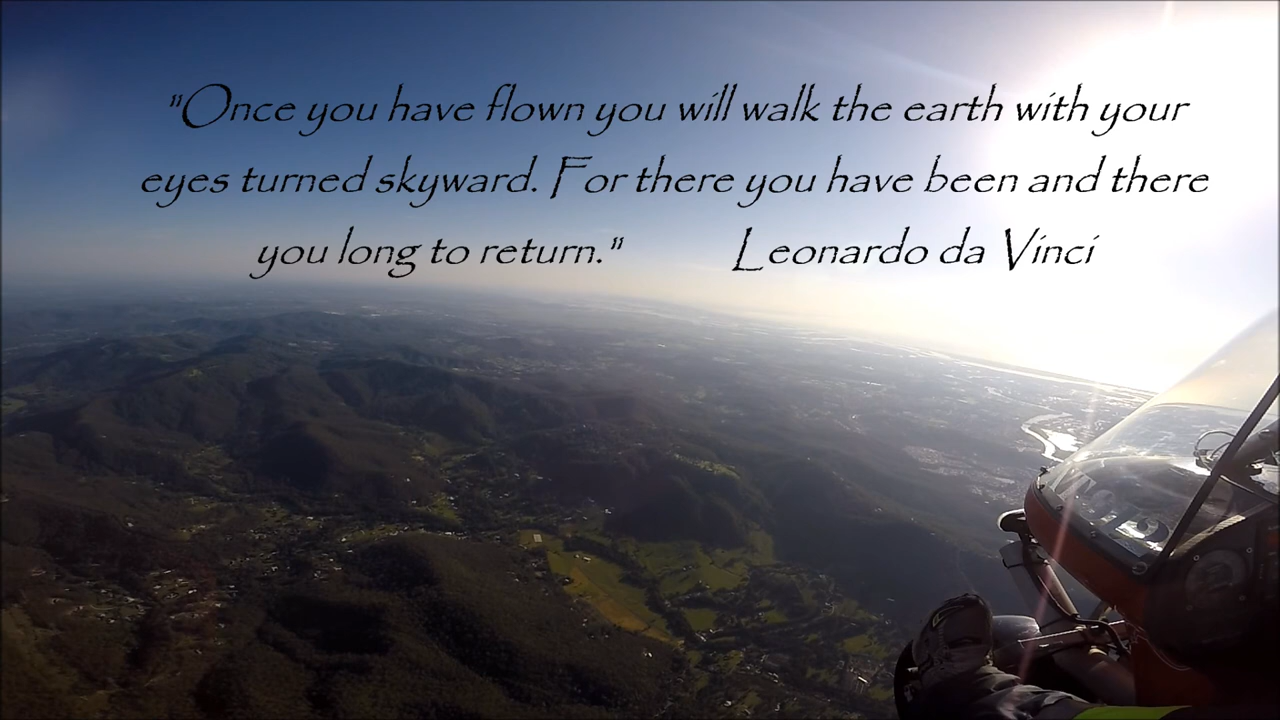 "Once you have flown you will walk the earth with your
eyes turned skyward. For there you have been and there
you long to return." Leonardo da Vinci